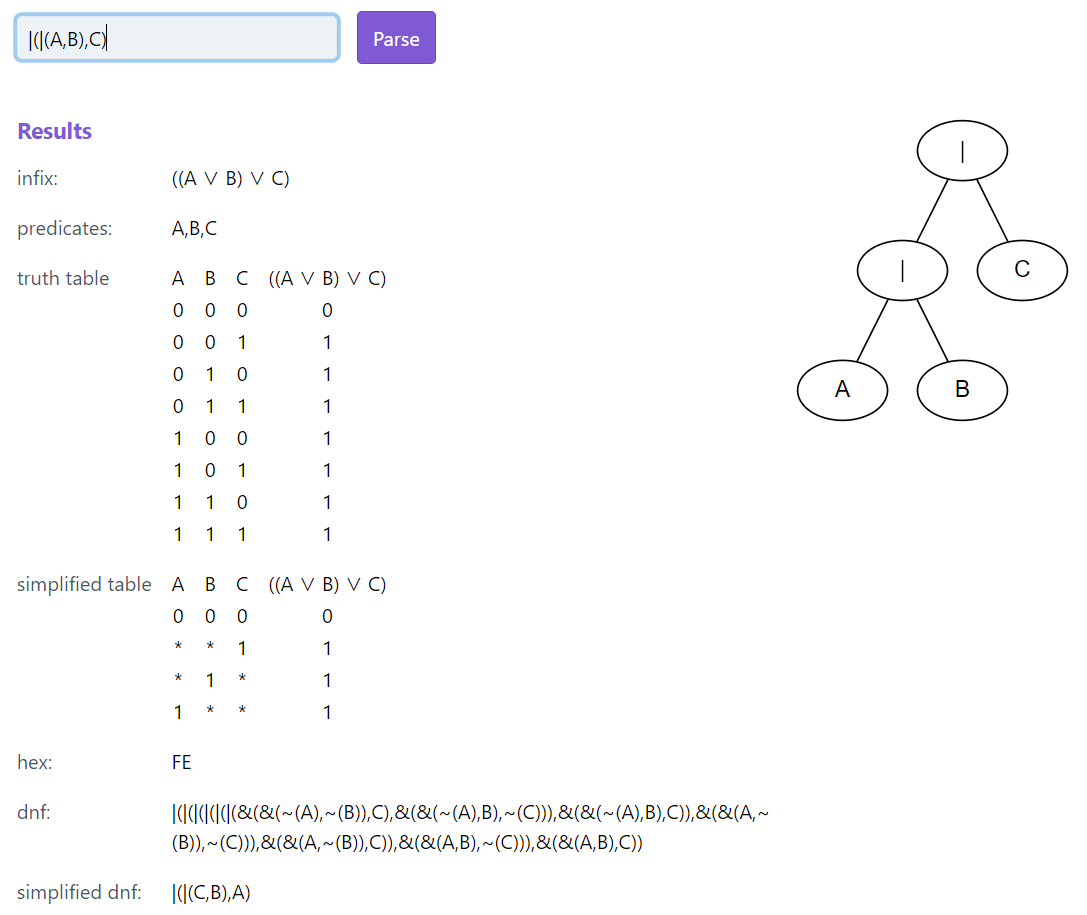 |(|(A,B),C)
Parse
Results
infix: ((A ∨ B) ∨ C)
predicates: A,B,C
truth table A B C ((A ∨ B) ∨ C)
0 0 0 0
0 0 1 1
0 1 0 1
0 1 1 1
1 0 0 1
1 0 1 1
1 1 0 1
1 1 1 1
simplified table A B C ((A ∨ B) ∨ C)
0 0 0 0
* * 1 1
* 1 * 1
1 * * 1
hex: FE
dnf: |(|(|(|(|(|(&(&(~(A),~(B)),C),&(&(~(A),B),~(C))),&(&(~(A),B),C)),&(&(A,~
(B)),~(C))),&(&(A,~(B)),C)),&(&(A,B),~(C))),&(&(A,B),C))
simplified dnf: |(|(C,B),A)
|
|
C
A
B